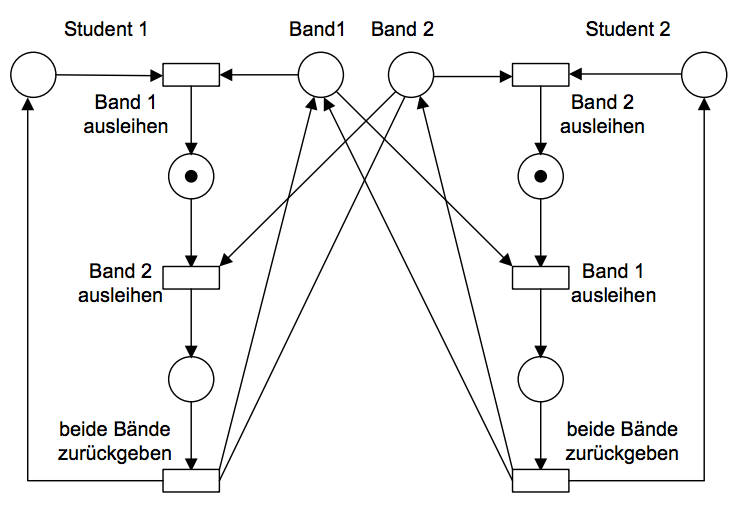 Student 1
Band1
Band 2
Student 2
Band 1
ausleihen
Band 2
ausleihen
Band 2
ausleihen
Band 1
ausleihen
beide Bände
zurückgeben
beide Bände
zurückgeben